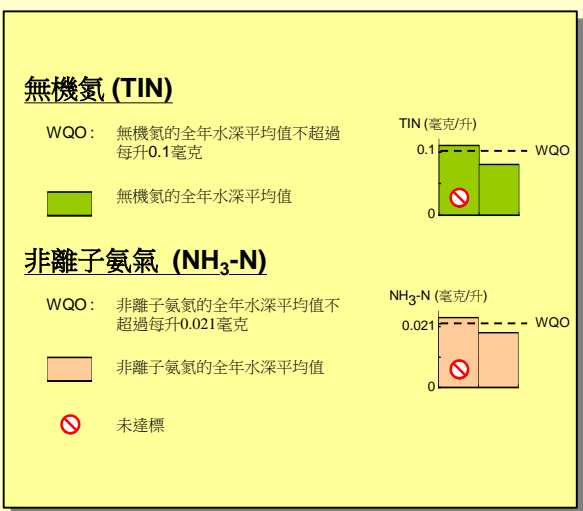 無機氮 (TIN)
WQO : 無機氮的全年水深平均值不超過
每升0.1毫克
無機氮的全年水深平均值
TIN (毫克/升)
0.1
WQO
0
非離子氨氮 (NH3-N)
WQO : 非離子氨氮的全年水深平均值不
超過每升0.021毫克
非離子氨氮的全年水深平均值
未達標
NH3-N (毫克/升)
0.021
WQO
0